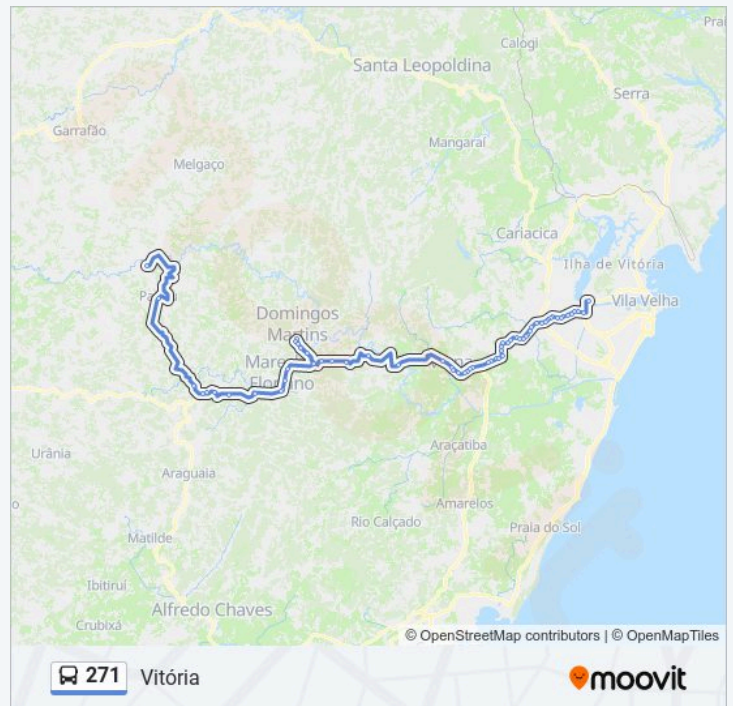 Calogi
Santa Leopoldina
Serra
Garrafão
Mangaraí
Melgaço
Cariacica
Ilha de Vitória
Vila Velha
Domingos
Martins
Urânia
Araçatiba
Araguaia
Amarelos
Rio Calçado
Praia do Sol
Matilde
Ibitiruí
Alfredo Chaves
Crubixá
© OpenStreetMap contributors | © OpenMapTiles
271 Vitória
moovit